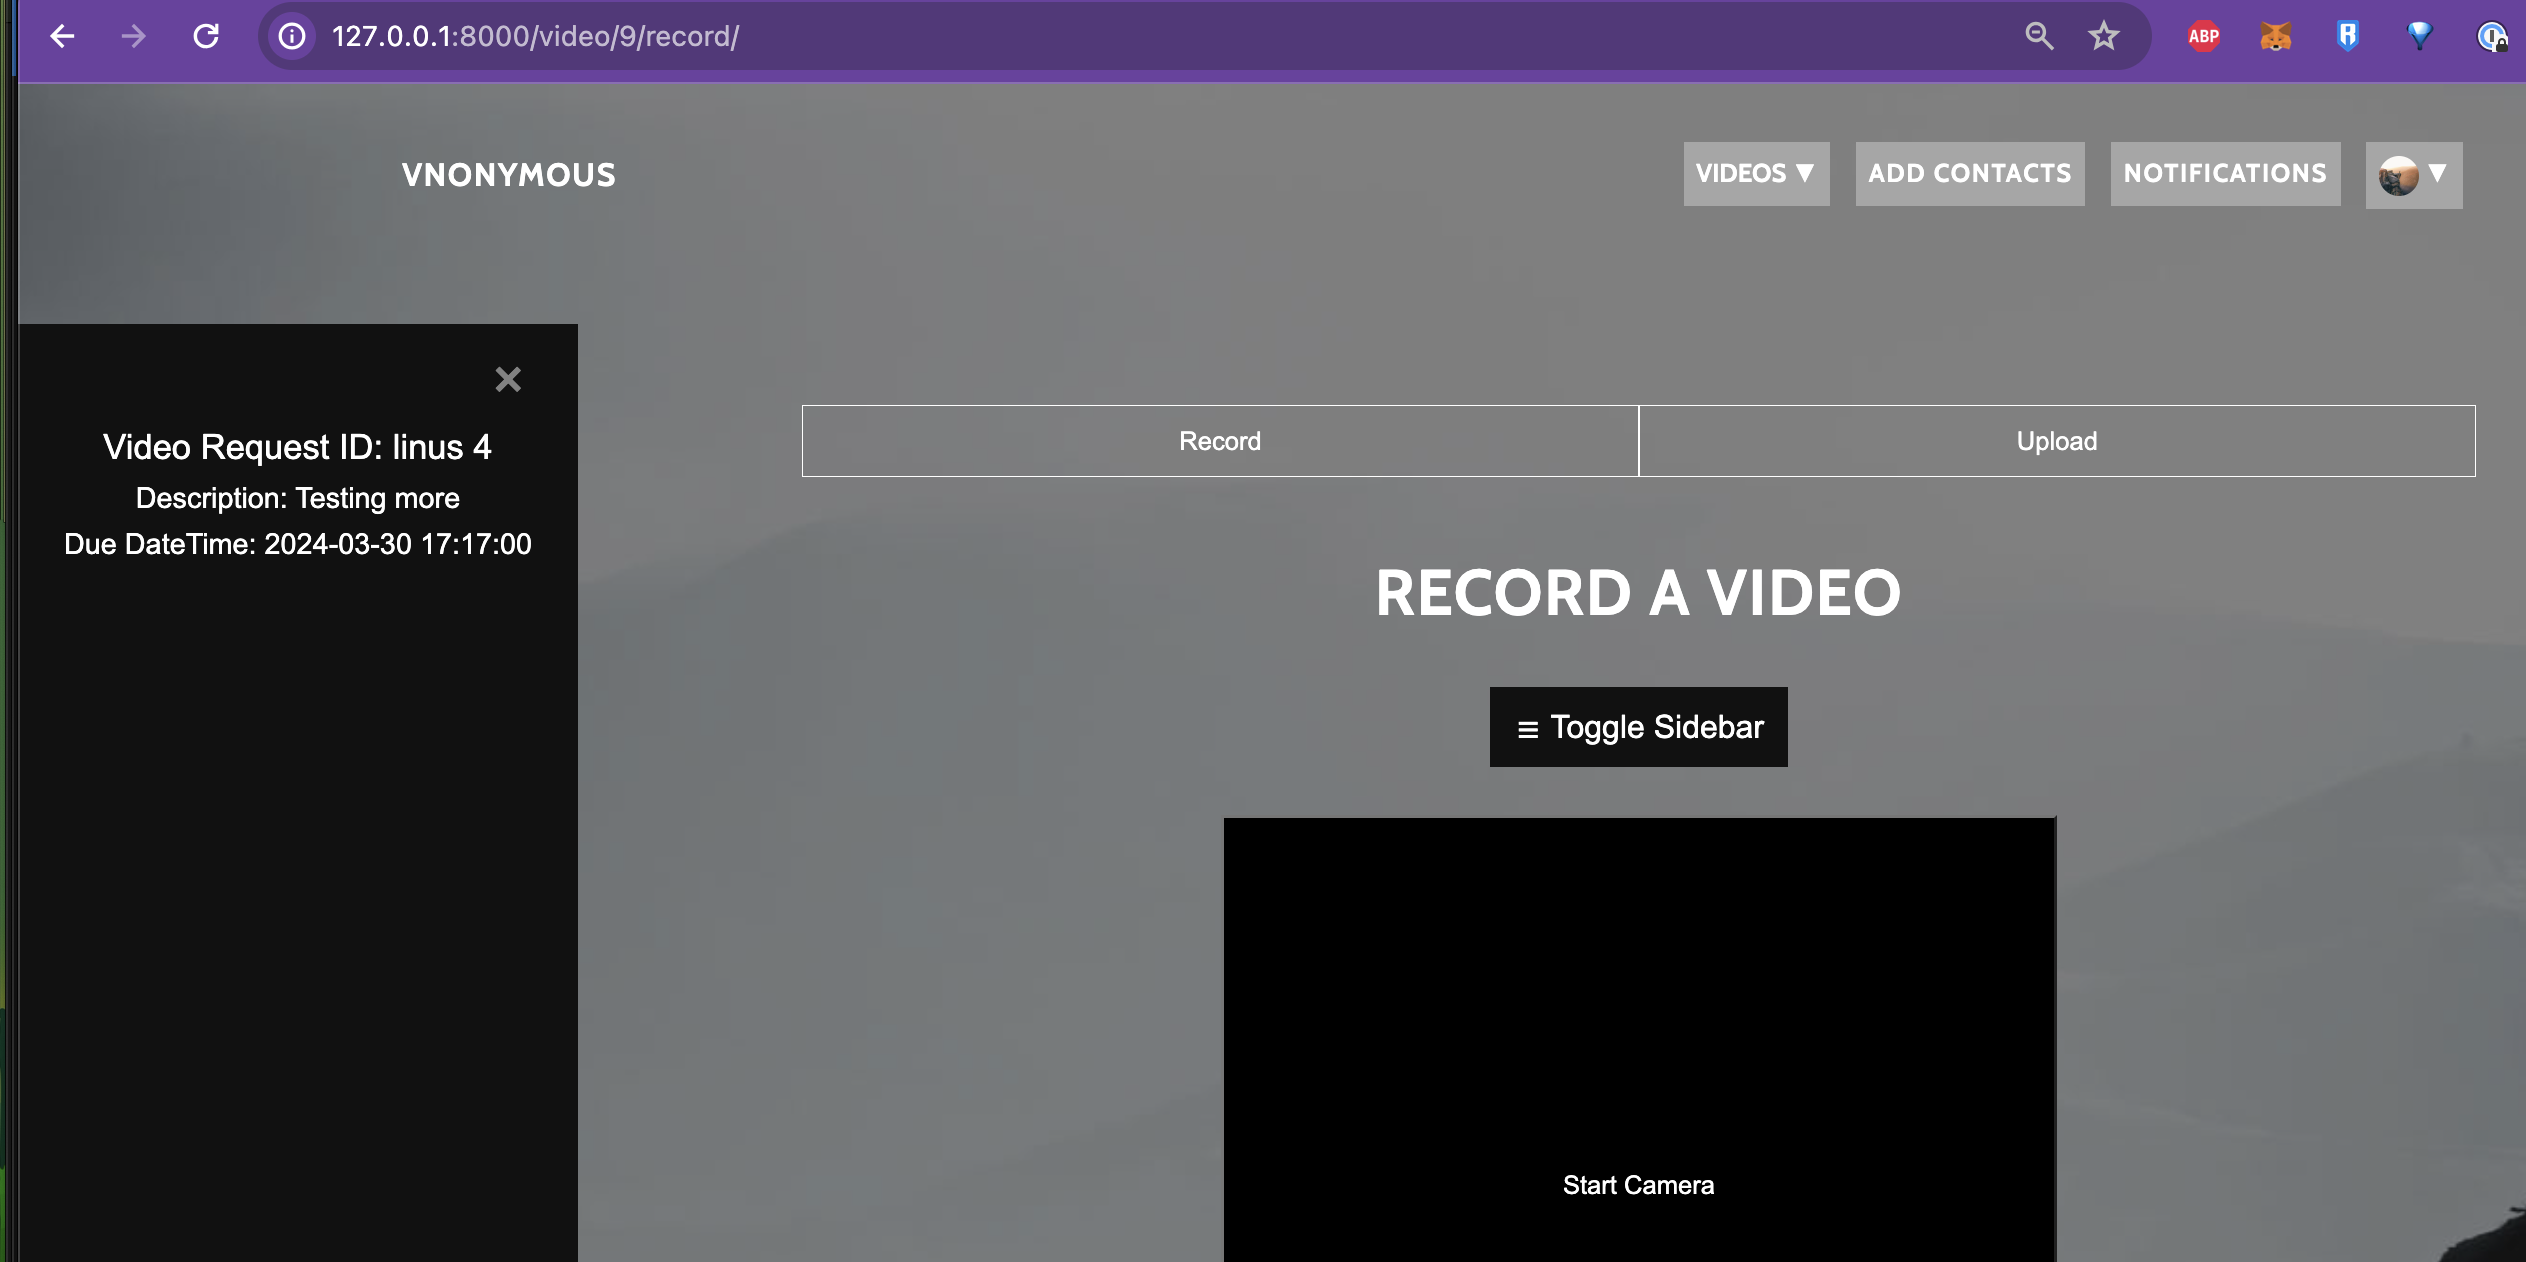 127.0.0.1:8000/video/9/record/
ABP
VNONYMOUS
VIDEOS ▼
ADD CONTACTS
NOTIFICATIONS
▼
×
Video Request ID: linus 4
Description: Testing more
Due DateTime: 2024-03-30 17:17:00
Record
Upload
RECORD A VIDEO
≡ Toggle Sidebar
Start Camera